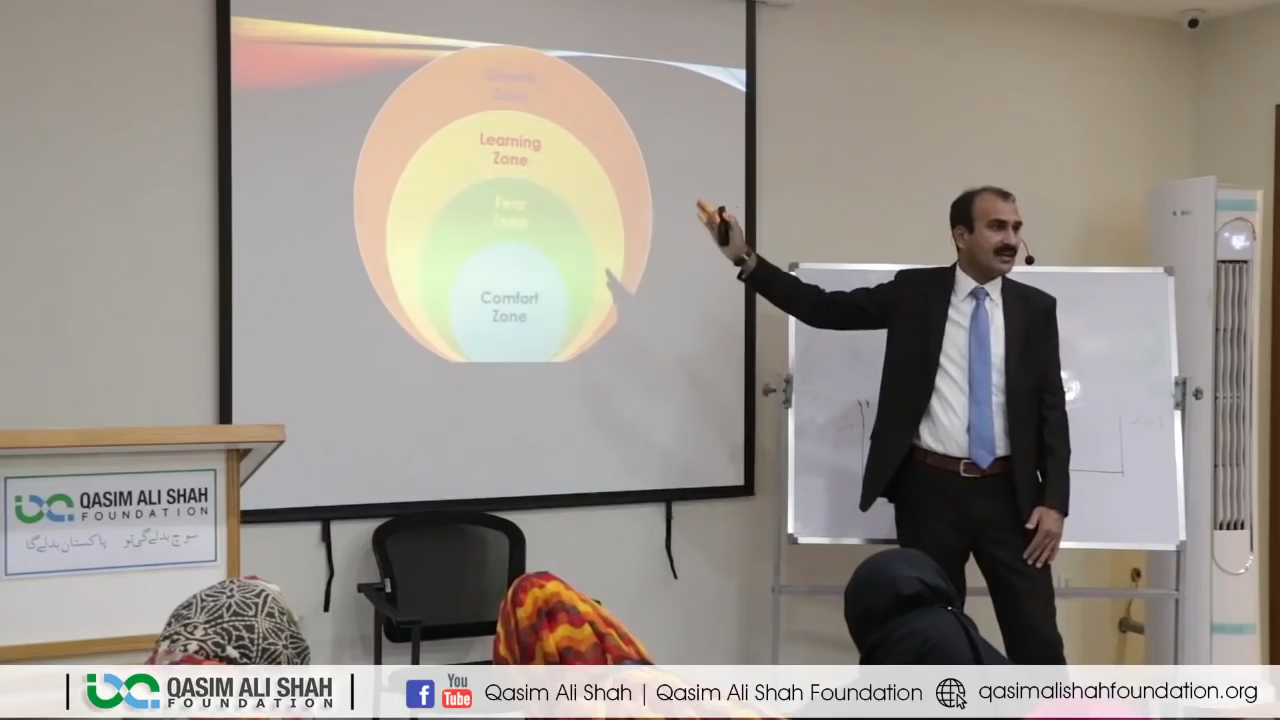 Growth
Zone
Learning
Zone
Fear
Zone
Comfort
Zone
QASIM ALI SHAH
FOUNDATION
سوچ بدلے گی تو پاکستان بدلے گا
QASIM ALI SHAH
FOUNDATION
f
You
Tube
Qasim Ali Shah | Qasim Ali Shah Foundation
qasimalishahfoundation.org